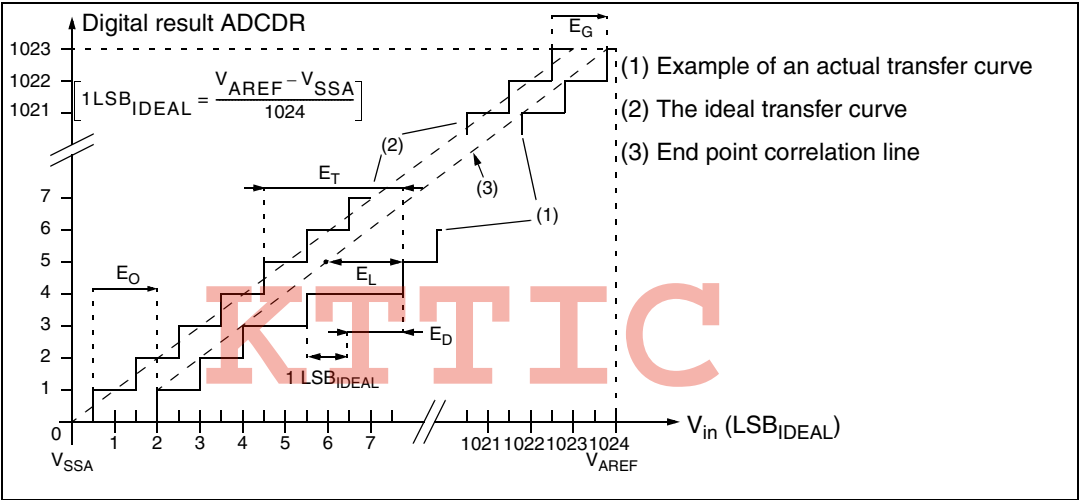 Digital result ADCDR
E_G
1023
1022
1021
[1LSB_IDEAL = (V_AREF – V_SSA) / 1024]
(1) Example of an actual transfer curve
(2) The ideal transfer curve
(3) End point correlation line
(2)
(3)
(1)
E_T
7
6
5
4
3
2
1
0
E_O
E_L
E_D
1 LSB_IDEAL
KTTIC
1 2 3 4 5 6 7 1021 1022 1023 1024
V_in (LSB_IDEAL)
V_SSA
V_AREF